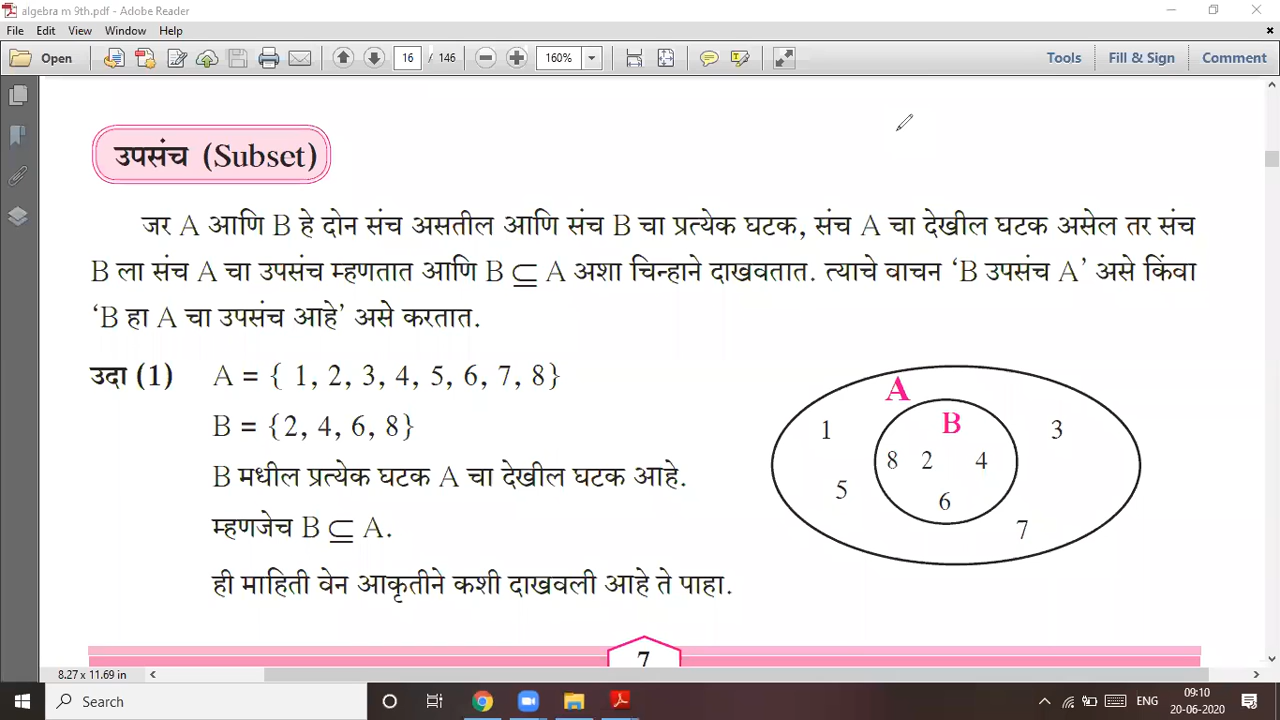 algebra m 9th.pdf - Adobe Reader
File Edit View Window Help
Open 16 / 146 160% Tools Fill & Sign Comment
उपसंच (Subset)
जर A आणि B हे दोन संच असतील आणि संच B चा प्रत्येक घटक, संच A चा देखील घटक असेल तर संच
B ला संच A चा उपसंच म्हणतात आणि B ⊆ A अशा चिन्हाने दाखवतात. त्याचे वाचन ‘B उपसंच A’ असे किंवा
‘B हा A चा उपसंच आहे’ असे करतात.
उदा (1) A = { 1, 2, 3, 4, 5, 6, 7, 8}
B = {2, 4, 6, 8}
B मधील प्रत्येक घटक A चा देखील घटक आहे.
म्हणजेच B ⊆ A.
ही माहिती वेन आकृतीने कशी दाखवली आहे ते पाहा.
A
B
1 3
8 2 4
5 6
7
7
8.27 x 11.69 in
Search ENG 09:10
20-06-2020